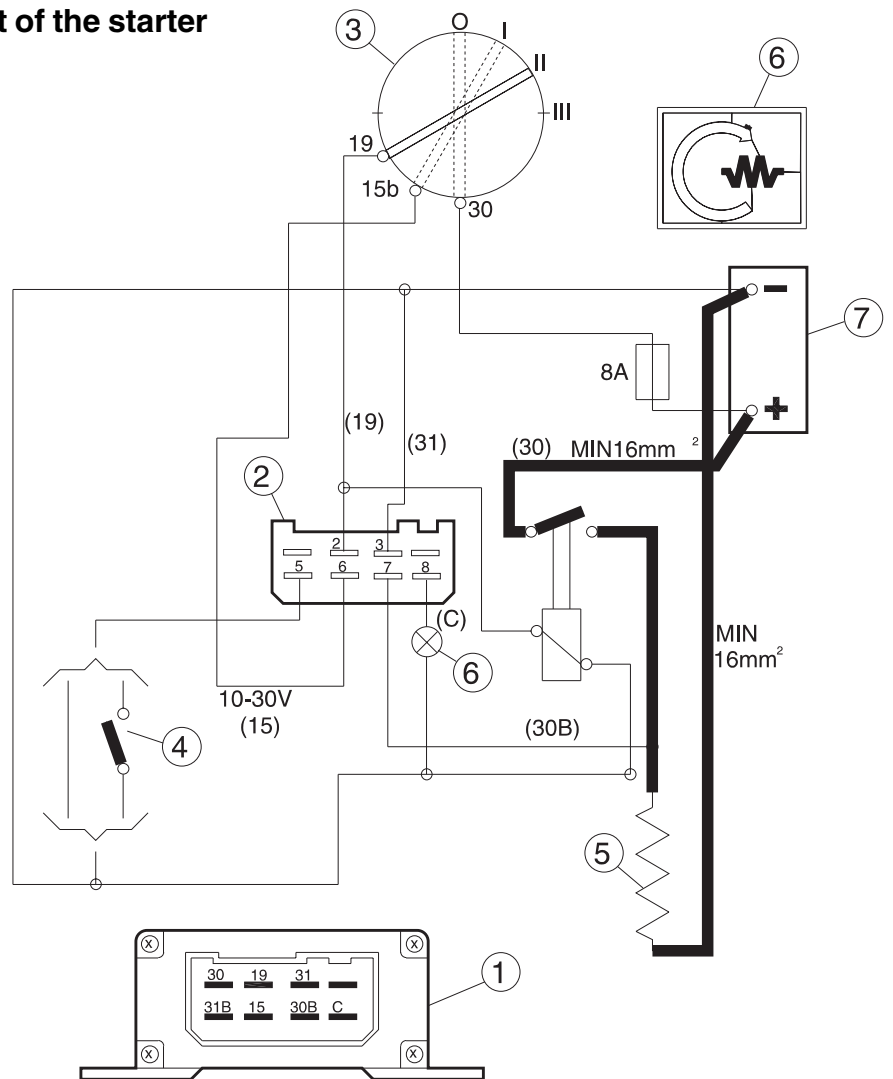 t of the starter
3
O
I
II
III
6
19
15b
30
7
8A
(19)
(31)
(30)
MIN16mm ²
2
2
3
5
6
7
8
(C)
6
MIN
16mm²
10-30V
(15)
(30B)
4
5
1
x
x
30
19
31
31B
15
30B
C
x
x